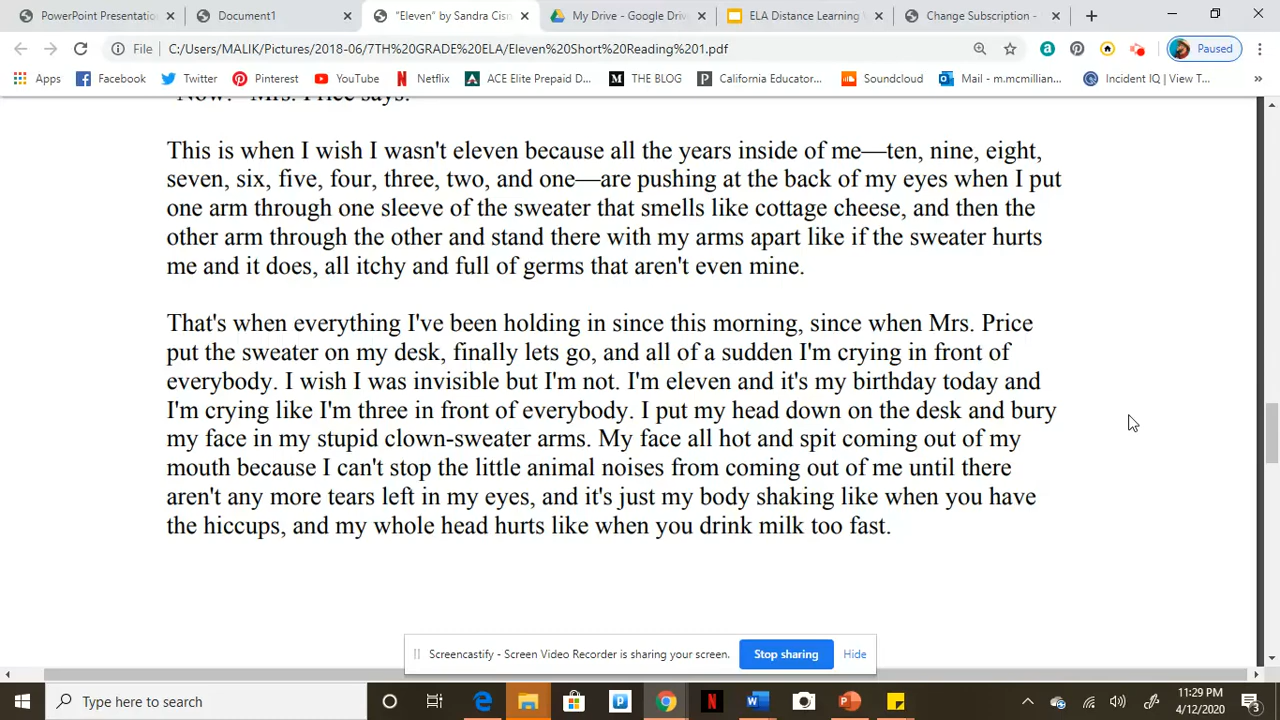 PowerPoint Presentatio
Document1
"Eleven" by Sandra Cisn
My Drive - Google Driv
ELA Distance Learning
Change Subscription -
File
C:/Users/MALIK/Pictures/2018-06/7TH%20GRADE%20ELA/Eleven%20Short%20Reading%201.pdf
Paused
Apps
Facebook
Twitter
Pinterest
YouTube
Netflix
ACE Elite Prepaid D...
THE BLOG
California Educator...
Soundcloud
Mail - m.mcmillian...
Incident IQ | View T...
"Now!" Mrs. Price says.
This is when I wish I wasn't eleven because all the years inside of me—ten, nine, eight,
seven, six, five, four, three, two, and one—are pushing at the back of my eyes when I put
one arm through one sleeve of the sweater that smells like cottage cheese, and then the
other arm through the other and stand there with my arms apart like if the sweater hurts
me and it does, all itchy and full of germs that aren't even mine.
That's when everything I've been holding in since this morning, since when Mrs. Price
put the sweater on my desk, finally lets go, and all of a sudden I'm crying in front of
everybody. I wish I was invisible but I'm not. I'm eleven and it's my birthday today and
I'm crying like I'm three in front of everybody. I put my head down on the desk and bury
my face in my stupid clown-sweater arms. My face all hot and spit coming out of my
mouth because I can't stop the little animal noises from coming out of me until there
aren't any more tears left in my eyes, and it's just my body shaking like when you have
the hiccups, and my whole head hurts like when you drink milk too fast.
Screencastify - Screen Video Recorder is sharing your screen.
Stop sharing
Hide
Type here to search
11:29 PM
4/12/2020
3